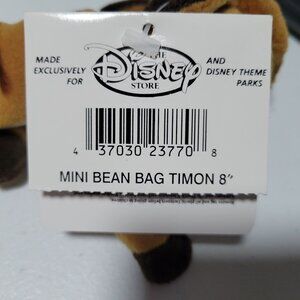 MADE EXCLUSIVELY FOR
THE
DISNEY
STORE
AND DISNEY THEME PARKS
4 37030 23770 8
MINI BEAN BAG TIMON 8"